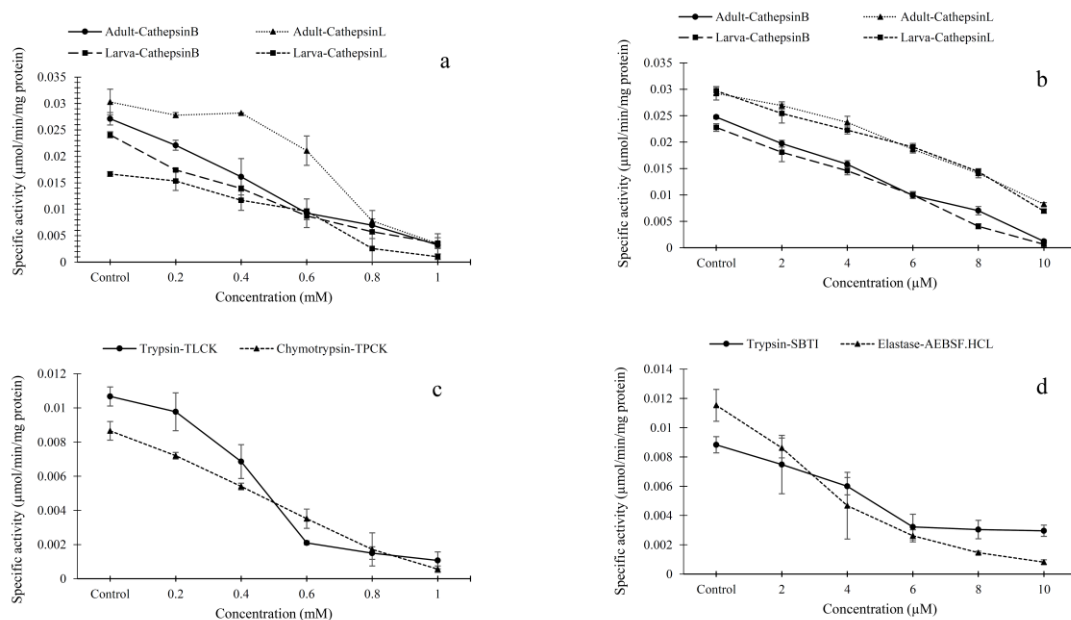 Adult-CathepsinB Adult-CathepsinL
Larva-CathepsinB Larva-CathepsinL
a
Specific activity (µmol/min/mg protein)
0.035
0.03
0.025
0.02
0.015
0.01
0.005
0
Control 0.2 0.4 0.6 0.8 1
Concentration (mM)
Adult-CathepsinB Adult-CathepsinL
Larva-CathepsinB Larva-CathepsinL
b
Specific activity (µmol/min/mg protein)
0.035
0.03
0.025
0.02
0.015
0.01
0.005
0
Control 2 4 6 8 10
Concentration (µM)
Trypsin-TLCK Chymotrypsin-TPCK
c
Specific activity (µmol/min/mg protein)
0.012
0.01
0.008
0.006
0.004
0.002
0
Control 0.2 0.4 0.6 0.8 1
Concentration (mM)
Trypsin-SBTI Elastase-AEBSF.HCL
d
Specific activity (µmol/min/mg protein)
0.014
0.012
0.01
0.008
0.006
0.004
0.002
0
Control 2 4 6 8 10
Concentration (µM)